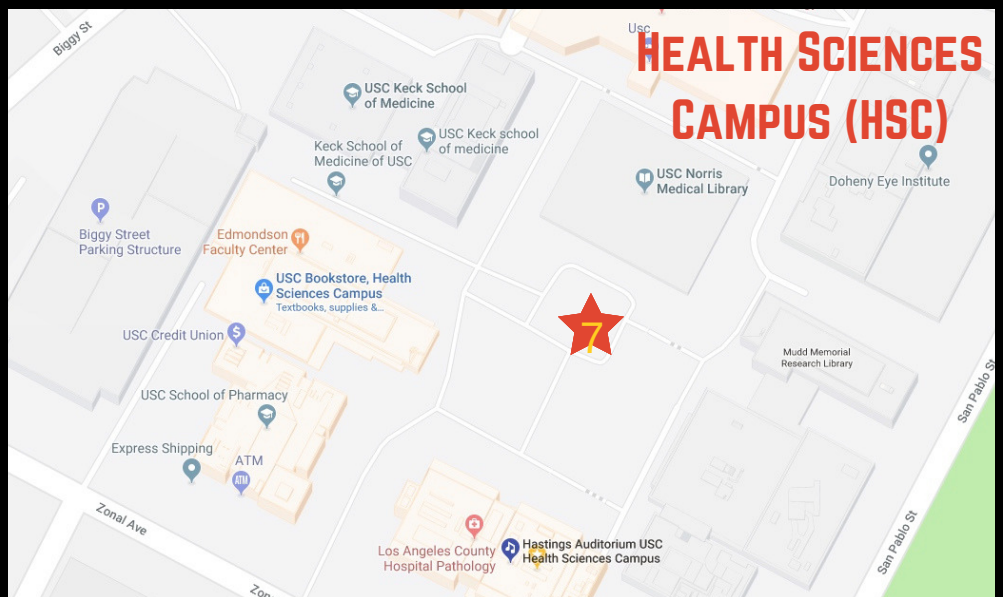 Biggy St
Usc
HEALTH SCIENCES
CAMPUS (HSC)
USC Keck School
of Medicine
USC Keck school
of medicine
Keck School of
Medicine of USC
USC Norris
Medical Library
Doheny Eye Institute
P
Biggy Street
Parking Structure
Edmondson
Faculty Center
USC Bookstore, Health
Sciences Campus
Textbooks, supplies &...
7
USC Credit Union
$
Mudd Memorial
Research Library
San Pablo St
USC School of Pharmacy
Express Shipping
ATM
ATM
Zonal Ave
San Pablo St
Los Angeles County
Hospital Pathology
Hastings Auditorium USC
Health Sciences Campus
Zon